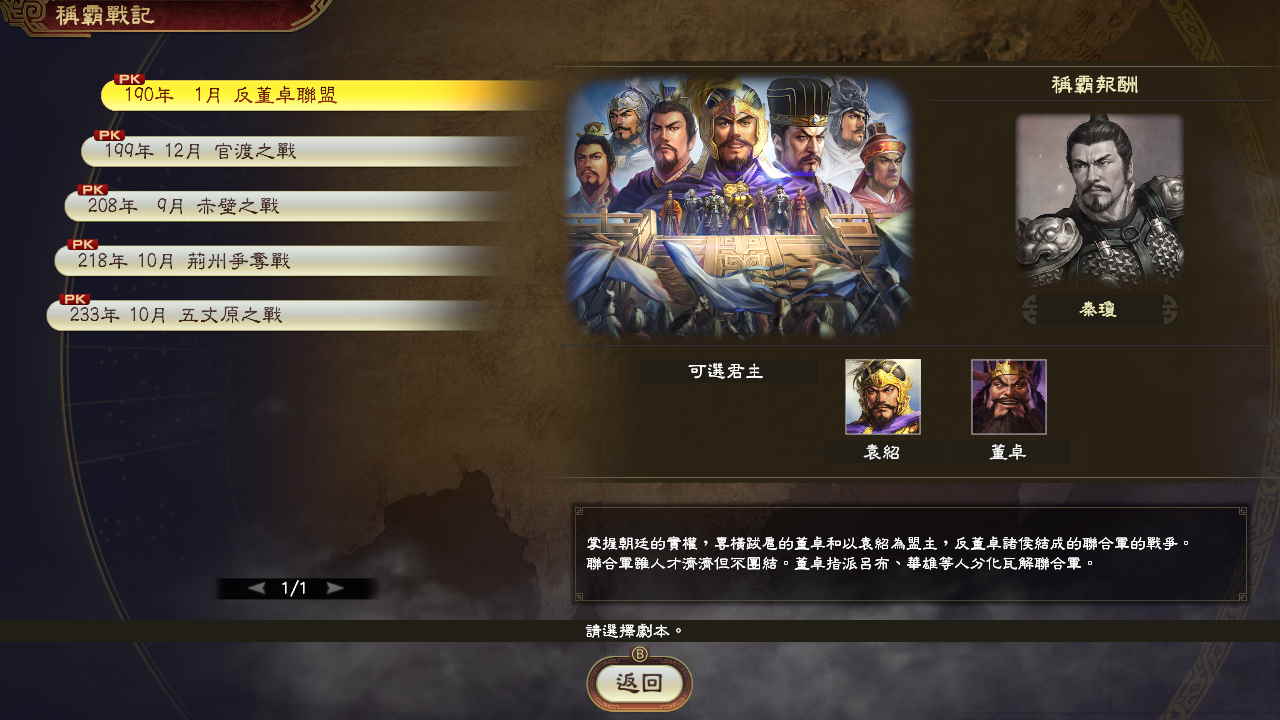 稱霸戰記
PK
190年 1月 反董卓聯盟
PK
199年 12月 官渡之戰
PK
208年 9月 赤壁之戰
PK
218年 10月 荊州爭奪戰
PK
233年 10月 五丈原之戰
1/1
稱霸報酬
秦瓊
可選君主
袁紹
董卓
掌握朝廷的實權，專橫跋扈的董卓和以袁紹為盟主，反董卓諸侯結成的聯合軍的戰爭。
聯合軍雖人才濟濟但不團結。董卓指派呂布、華雄等人分化瓦解聯合軍。
請選擇劇本。
B
返回